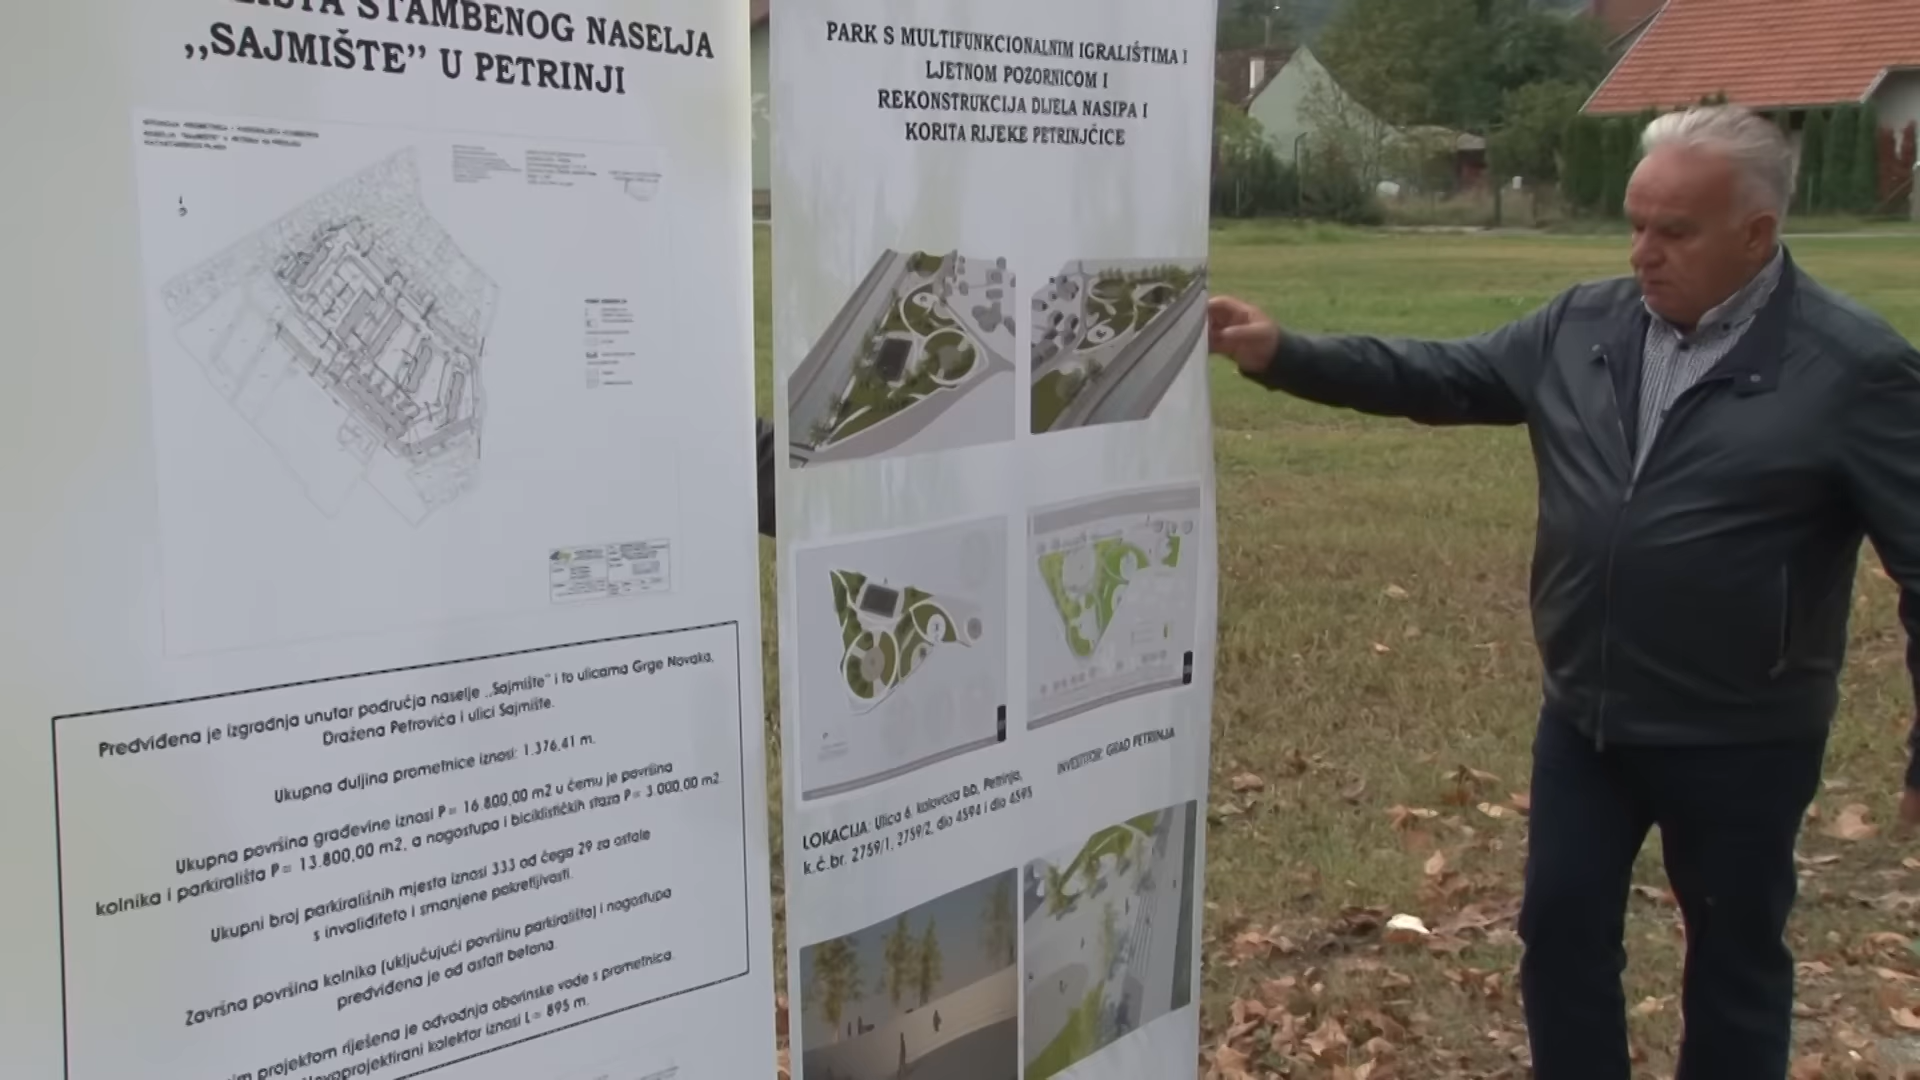 STAMBENOG NASELJA
,,SAJMIŠTE” U PETRINJI
Predviđena je izgradnja unutar područja naselje ,,Sajmište” i to ulicama Grge Novaka,
Dražena Petrovića i ulici Sajmište.
Ukupna duljina prometnice iznosi: 1.376,41 m.
Ukupna površina građevine iznosi P= 16.800,00 m2 u čemu je površina
kolnika i parkirališta P= 13.800,00 m2, a nogostupa i biciklističkih staza P= 3.000,00 m2.
Ukupni broj parkirališnih mjesta iznosi 333 od čega 29 za ostale
s invaliditeto i smanjene pokretljivosti.
Završna površina kolnika (uključujući površinu parkirališta) i nogostupa
predviđena je od asfalt betona.
projektom riješena je odvodnja oborinske vode s prometnica.
Novoprojektirani kolektor iznosi L= 895 m.
PARK S MULTIFUNKCIONALNIM IGRALIŠTIMA I
LJETNOM POZORNICOM I
REKONSTRUKCIJA DIJELA NASIPA I
KORITA RIJEKE PETRINJČICE
INVESTITOR: GRAD PETRINJA
LOKACIJA: Ulica 6. kolovoza BB, Petrinja,
k.č.br. 2759/1, 2759/2, dio 4594 i dio 4595